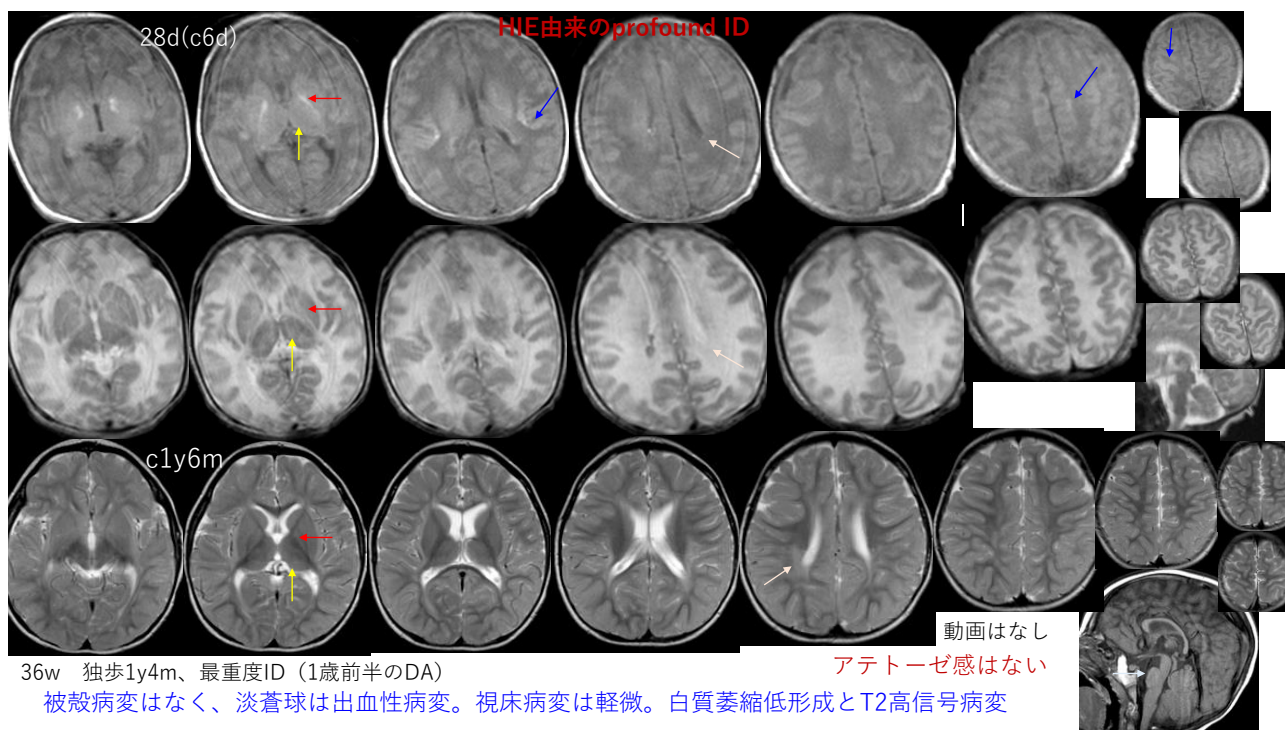 HIE由来のprofound ID
28d(c6d)
c1y6m
動画はなし
36w 独歩1y4m、最重度ID（1歳前半のDA）
アテトーゼ感はない
被殻病変はなく、淡蒼球は出血性病変。視床病変は軽微。白質萎縮低形成とT2高信号病変